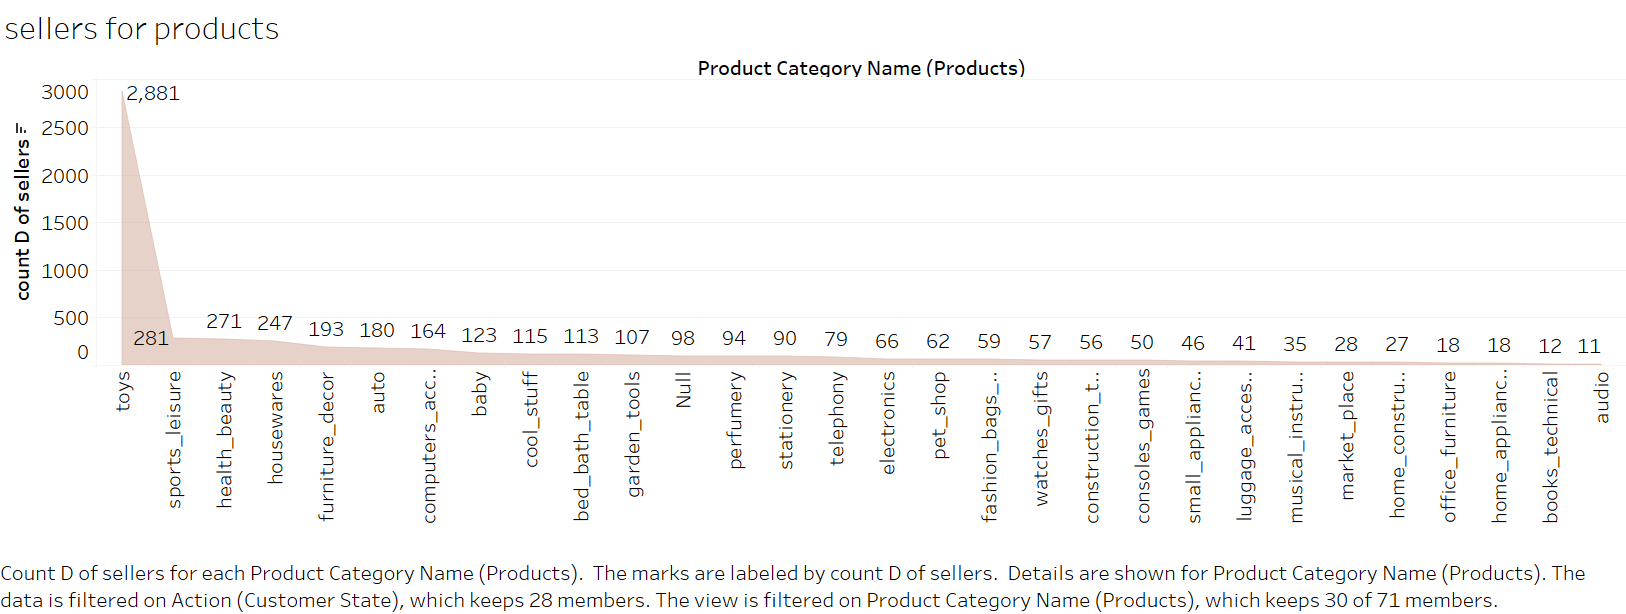 sellers for products
Product Category Name (Products)
count D of sellers
3000
2500
2000
1500
1000
500
0
2,881
281
271
247
193
180
164
123
115
113
107
98
94
90
79
66
62
59
57
56
50
46
41
35
28
27
18
18
12
11
toys
sports_leisure
health_beauty
housewares
furniture_decor
auto
computers_acc..
baby
cool_stuff
bed_bath_table
garden_tools
Null
perfumery
stationery
telephony
electronics
pet_shop
fashion_bags_..
watches_gifts
construction_t..
consoles_games
small_applianc..
luggage_acces..
musical_instru..
market_place
home_constru..
office_furniture
home_applianc..
books_technical
audio
Count D of sellers for each Product Category Name (Products).  The marks are labeled by count D of sellers.  Details are shown for Product Category Name (Products). The
data is filtered on Action (Customer State), which keeps 28 members. The view is filtered on Product Category Name (Products), which keeps 30 of 71 members.